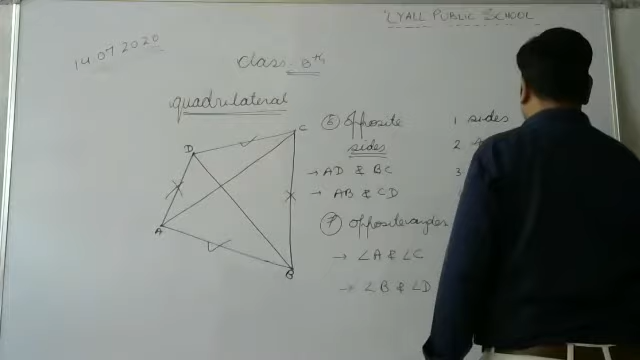 LYALL PUBLIC SCHOOL
14.07.2020
class. 8th
quadrilateral
D
C
A
B
⑥ opposite
sides
→ AD & BC
→ AB & CD
⑦ opposite angles
→ ∠A & ∠C
→ ∠B & ∠D
1 sides
2
3